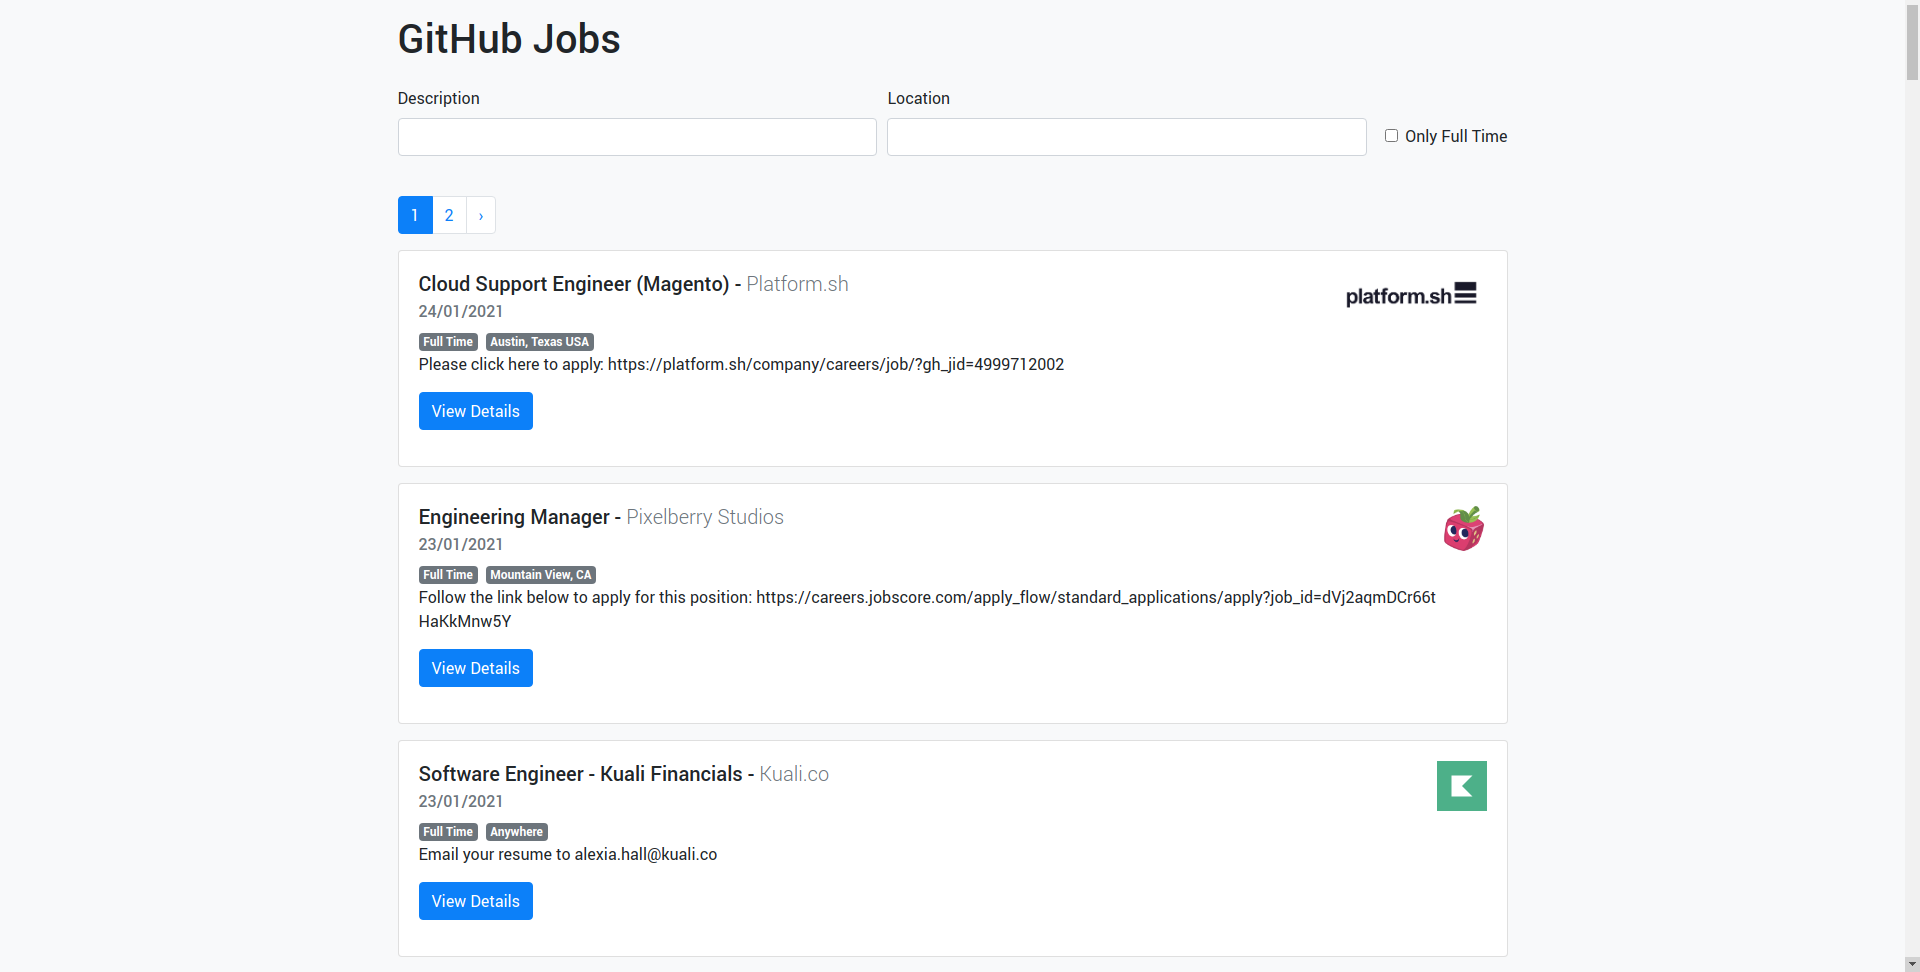 GitHub Jobs
Description
Location
Only Full Time
1 2 ›
Cloud Support Engineer (Magento) - Platform.sh
platform.sh
24/01/2021
Full Time Austin, Texas USA
Please click here to apply: https://platform.sh/company/careers/job/?gh_jid=4999712002
View Details
Engineering Manager - Pixelberry Studios
23/01/2021
Full Time Mountain View, CA
Follow the link below to apply for this position: https://careers.jobscore.com/apply_flow/standard_applications/apply?job_id=dVj2aqmDCr66t
HaKkMnw5Y
View Details
Software Engineer - Kuali Financials - Kuali.co
23/01/2021
Full Time Anywhere
Email your resume to alexia.hall@kuali.co
View Details